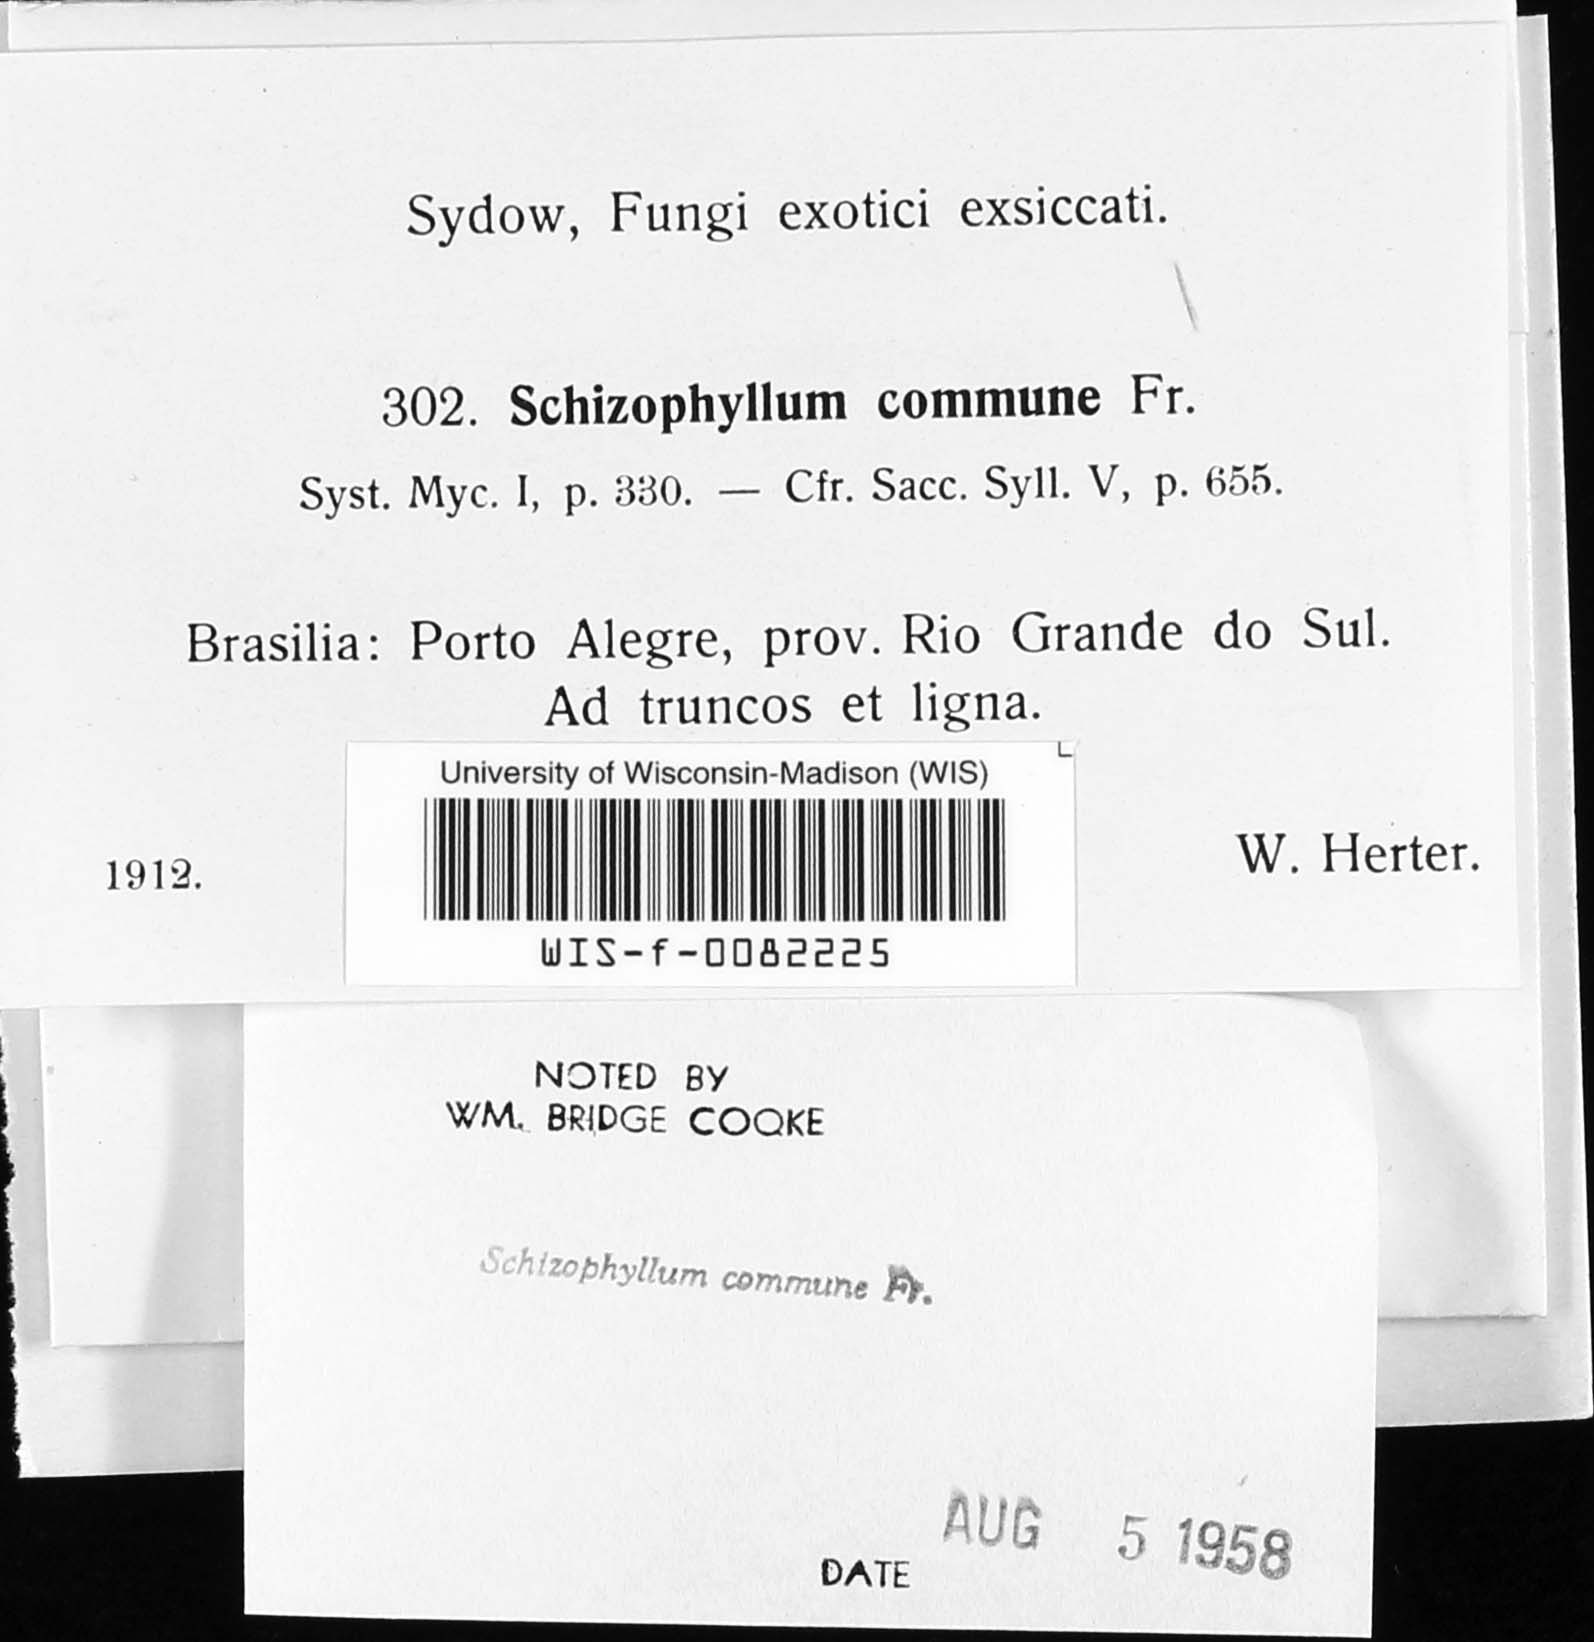 Sydow, Fungi exotici exsiccati.
302. Schizophyllum commune Fr.
Syst. Myc. I, p. 330. — Cfr. Sacc. Syll. V, p. 655.
Brasilia: Porto Alegre, prov. Rio Grande do Sul.
Ad truncos et ligna.
University of Wisconsin-Madison (WIS)
WIS-f-0082225
1912.
W. Herter.
NOTED BY
WM. BRIDGE COOKE
Schizophyllum commune Fr.
DATE AUG 5 1958